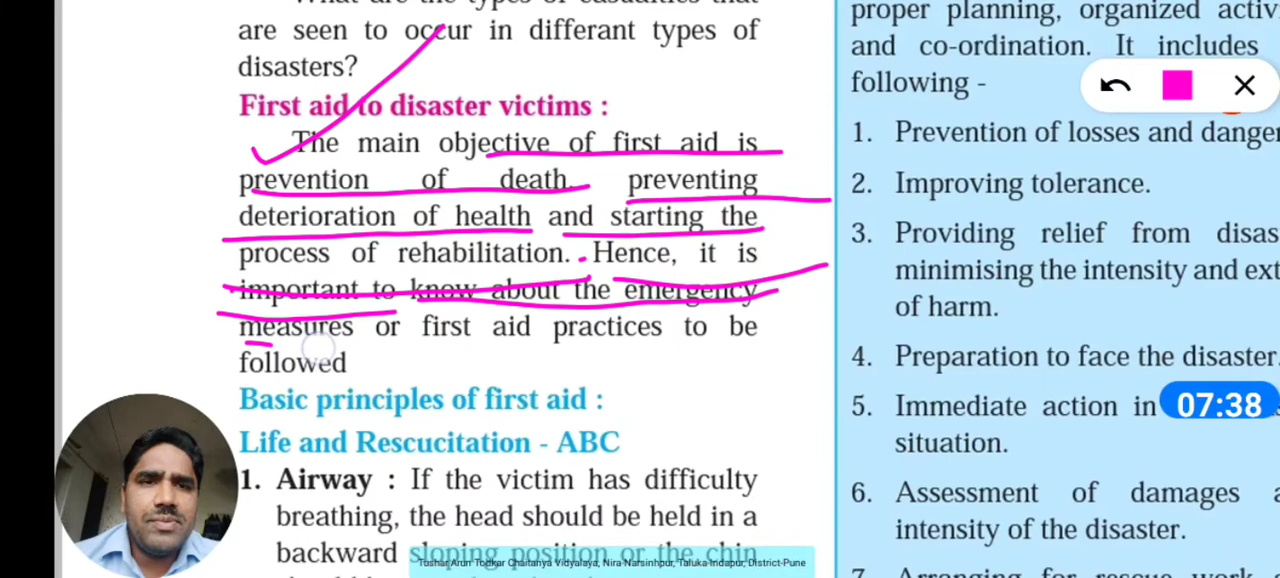 are seen to occur in differant types of
disasters?
First aid to disaster victims :
The main objective of first aid is
prevention of death, preventing
deterioration of health and starting the
process of rehabilitation. Hence, it is
important to know about the emergency
measures or first aid practices to be
followed
Basic principles of first aid :
Life and Rescucitation - ABC
1. Airway : If the victim has difficulty
breathing, the head should be held in a
backward sloping position or the chin
Tushar Arun Todkar Chaitanya Vidyalaya, Nira-Narsinhpur, Taluka-Indapur, District-Pune
proper planning, organized activ
and co-ordination. It includes
following -
1. Prevention of losses and danger
2. Improving tolerance.
3. Providing relief from disas
minimising the intensity and ext
of harm.
4. Preparation to face the disaster.
5. Immediate action in
07:38
situation.
6. Assessment of damages a
intensity of the disaster.